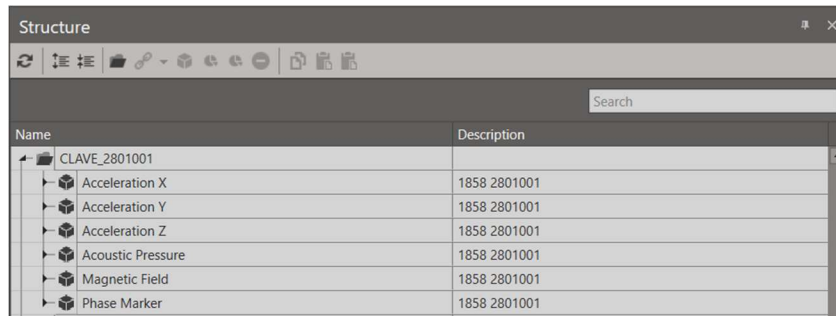 Structure
Search
Name Description
CLAVE_2801001
Acceleration X 1858 2801001
Acceleration Y 1858 2801001
Acceleration Z 1858 2801001
Acoustic Pressure 1858 2801001
Magnetic Field 1858 2801001
Phase Marker 1858 2801001